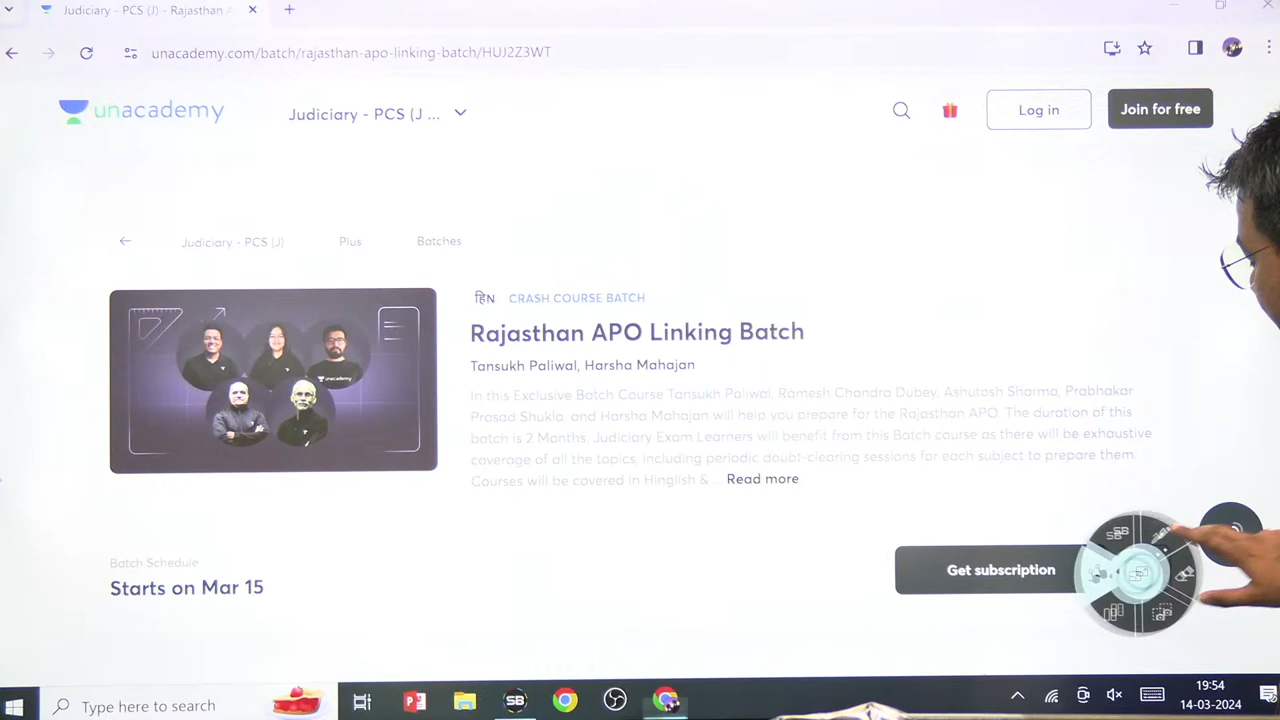 Judiciary - PCS (J) - Rajasthan A
unacademy.com/batch/rajasthan-apo-linking-batch/HUJ2Z3WT
unacademy
Judiciary - PCS (J ...
Log in
Join for free
Judiciary - PCS (J)
Plus
Batches
हिN CRASH COURSE BATCH
Rajasthan APO Linking Batch
Tansukh Paliwal, Harsha Mahajan
In this Exclusive Batch Course Tansukh Paliwal, Ramesh Chandra Dubey, Ashutosh Sharma, Prabhakar
Prosad Shukla, and Harsha Mahajan will help you prepare for the Rajasthan APO. The duration of this
batch is 2 Months. Judiciary Exam Learners will benefit from this Batch course as there will be exhaustive
coverage of all the topics, including periodic doubt-clearing sessions for each subject to prepare them.
Courses will be covered in Hinglish & ... Read more
unacademy
Batch Schedule
Starts on Mar 15
Get subscription
SB
Type here to search
SB
19:54
14-03-2024